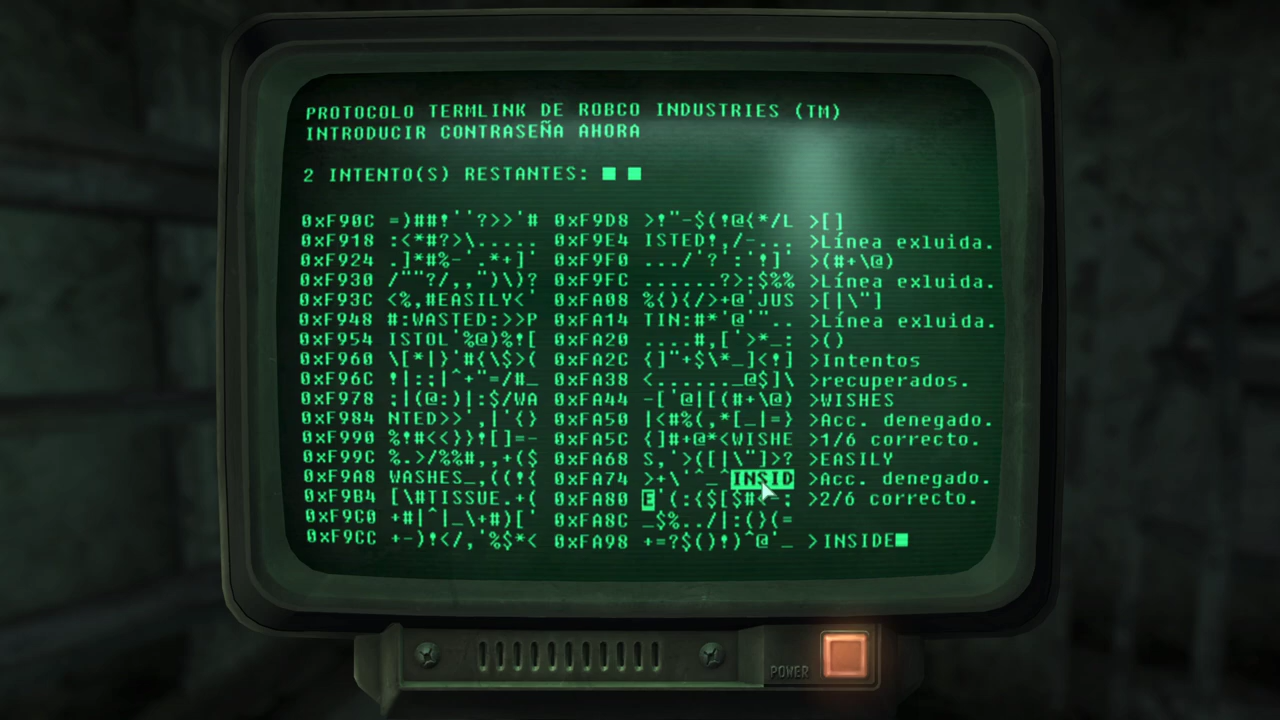 PROTOCOLO TERMLINK DE ROBCO INDUSTRIES (TM)
INTRODUCIR CONTRASEÑA AHORA
2 INTENTO(S) RESTANTES: ■ ■
0xF90C =)##!''?>>'# 0xF9D8 >!"-$(!@{*/L >[]
0xF918 :<*#?>\..... 0xF9E4 ISTED!,/-... >Línea exluida.
0xF924 .]*#%-'.*+]' 0xF9F0 .../'?':'!]' >(#+\@)
0xF930 /""?/,,")\)? 0xF9FC ......?>:$%% >Línea exluida.
0xF93C <%,#EASILY<' 0xFA08 %{){/>+@'JUS >[|\"]
0xF948 #:WASTED:>>P 0xFA14 TIN:#*'@'".. >Línea exluida.
0xF954 ISTOL'%@)%![ 0xFA20 ....#,['>*_: >()
0xF960 \[*|}'#{\$>( 0xFA2C {]"+$\*_]<!] >Intentos
0xF96C !|:;|^+"=/#_ 0xFA38 <......._@$]\ >recuperados.
0xF978 ;|(@:)|:$/WA 0xFA44 -['@|[(#+\@) >WISHES
0xF984 NTED>>',|'{} 0xFA50 |<#%(,*[_|=} >Acc. denegado.
0xF990 %!#<<}}![]=- 0xFA5C {]#+@*<WISHE >1/6 correcto.
0xF99C %.>/%%#,,+($ 0xFA68 S,'>([|\"]>? >EASILY
0xF9A8 WASHES_,((!{ 0xFA74 >+\'^_^INSID >Acc. denegado.
0xF9B4 [\#TISSUE.+( 0xFA80 E'(:{$[$#<-; >2/6 correcto.
0xF9C0 +#|^|_\+#)[' 0xFA8C _$%../|:()(=
0xF9CC +-)!</,'%$*< 0xFA98 +=?$()!)^@'_ >INSIDE■
POWER